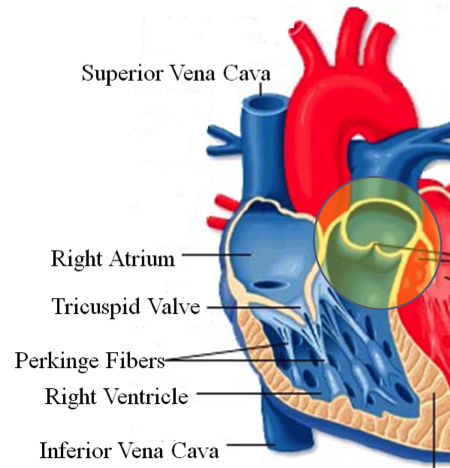 Superior Vena Cava
Right Atrium
Tricuspid Valve
Perkinge Fibers
Right Ventricle
Inferior Vena Cava